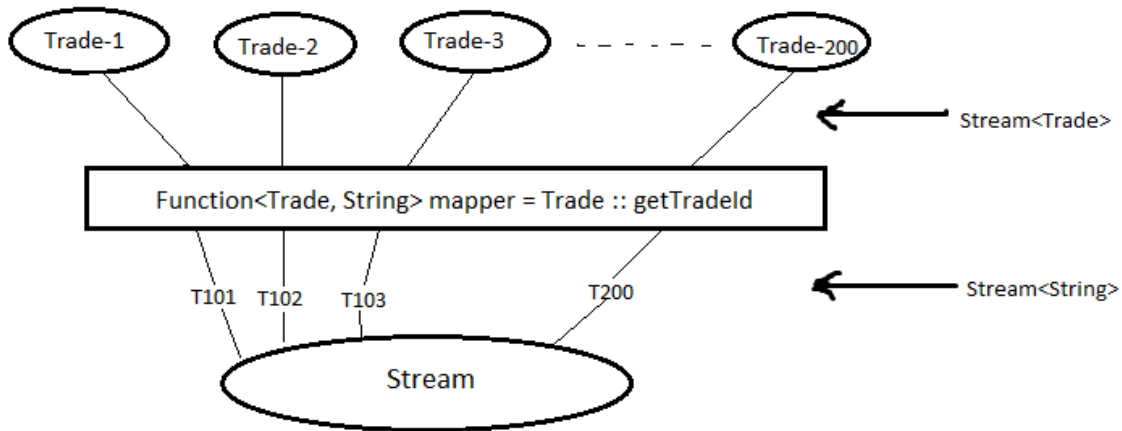 Trade-1
Trade-2
Trade-3
Trade-200
Stream<Trade>
Function<Trade, String> mapper = Trade :: getTradeId
T101
T102
T103
T200
Stream<String>
Stream